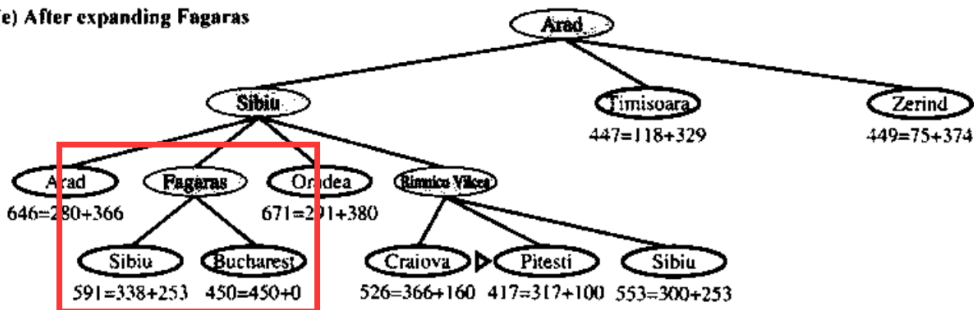 e) After expanding Fagaras
Arad
Sibiu
Timisoara
Zerind
447=118+329
449=75+374
Arad
Fagaras
Oradea
Rimnicu Vilcea
646=280+366
671=291+380
Sibiu
Bucharest
Craiova
Pitesti
Sibiu
591=338+253
450=450+0
526=366+160
417=317+100
553=300+253